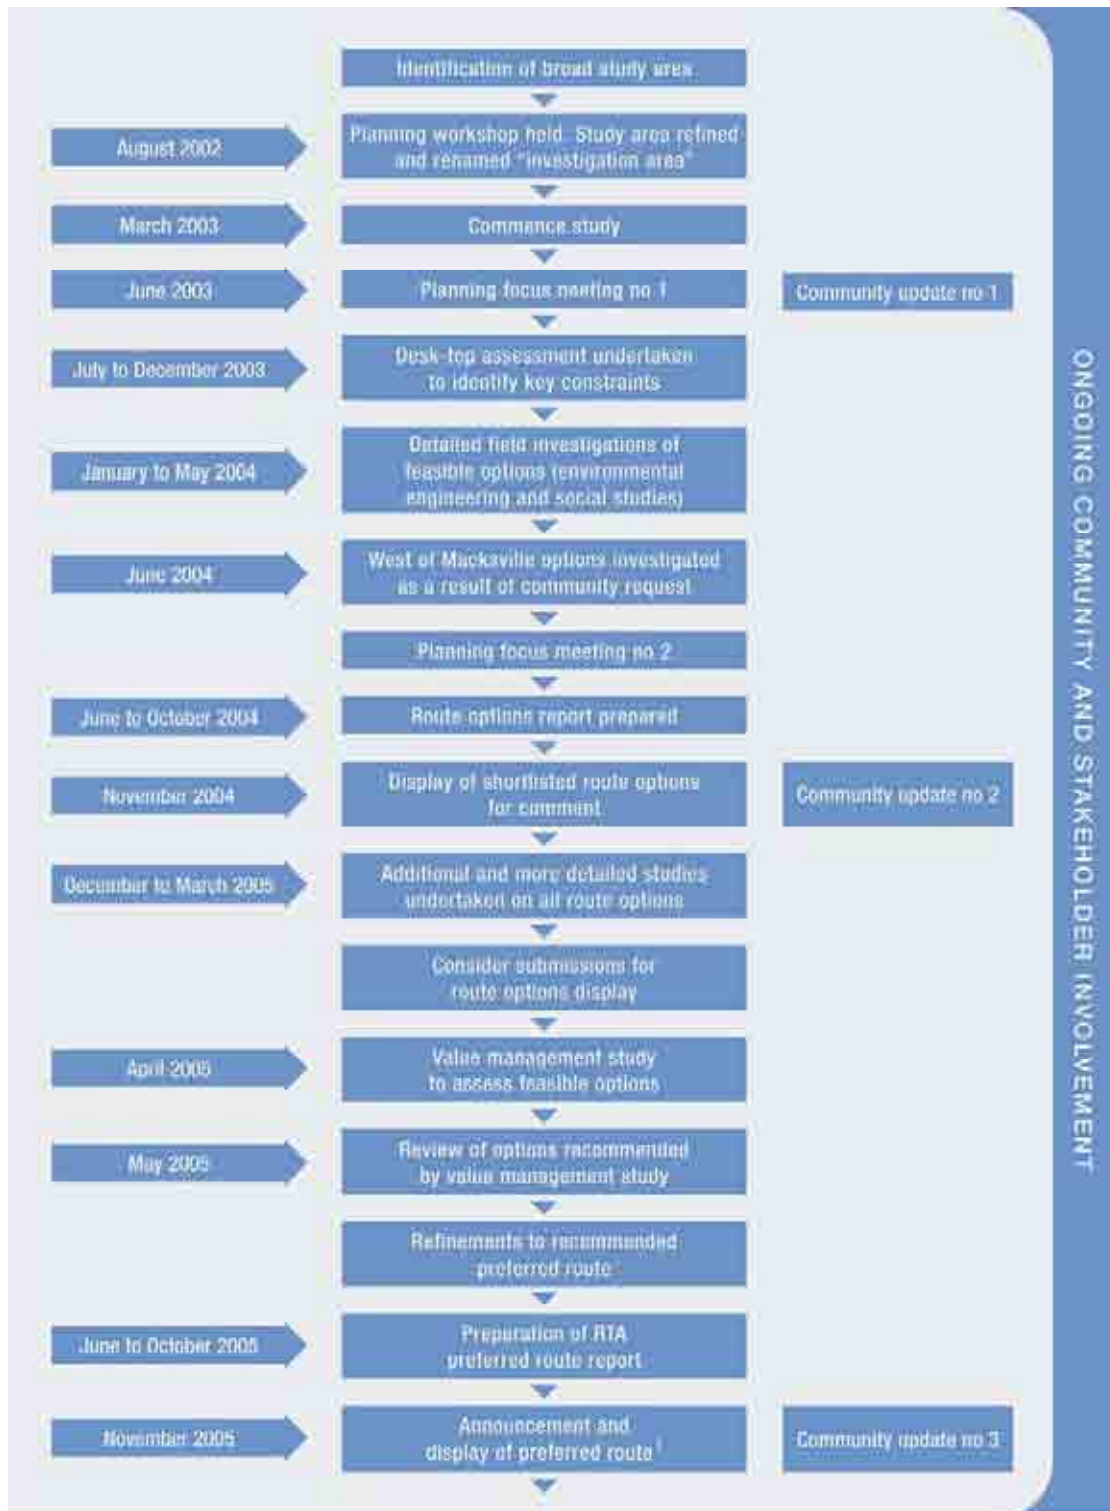 Identification of broad study area
August 2002
Planning workshop held. Study area refined
and renamed "investigation area"
March 2003
Commence study
June 2003
Planning focus meeting no 1
Community update no 1
July to December 2003
Desk-top assessment undertaken
to identify key constraints
January to May 2004
Detailed field investigations of
feasible options (environmental
engineering and social studies)
June 2004
West of Macksville options investigated
as a result of community request
Planning focus meeting no 2
June to October 2004
Route options report prepared
November 2004
Display of shortlisted route options
for comment
Community update no 2
December to March 2005
Additional and more detailed studies
undertaken on all route options
Consider submissions for
route options display
April 2005
Value management study
to assess feasible options
May 2005
Review of options recommended
by value management study
Refinements to recommended
preferred route
June to October 2005
Preparation of RTA
preferred route report
November 2005
Announcement and
display of preferred route
Community update no 3
ONGOING COMMUNITY AND STAKEHOLDER INVOLVEMENT